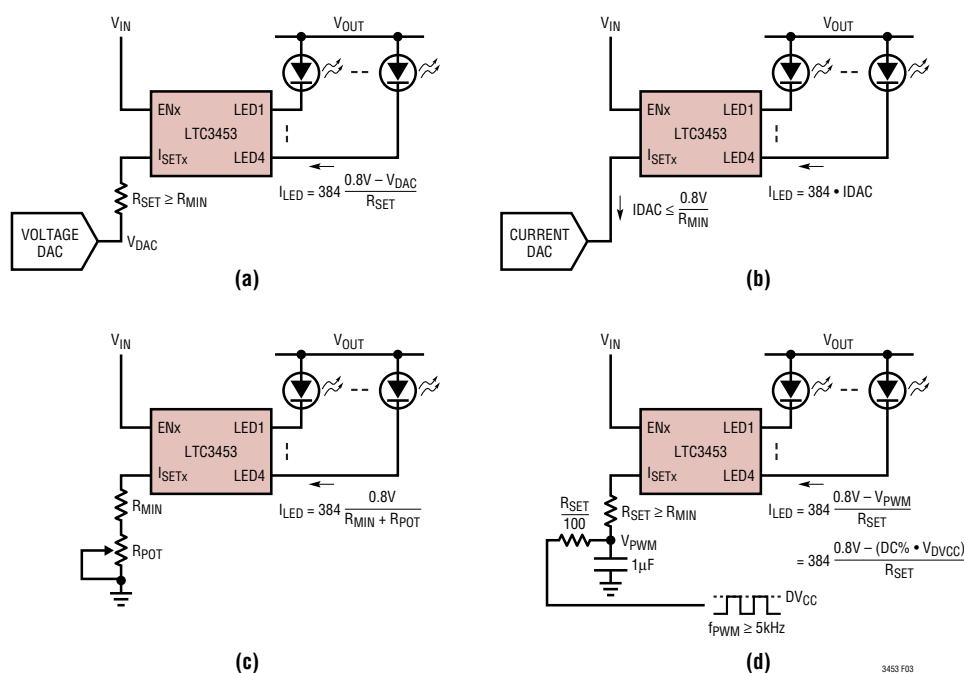 VIN
VOUT
ENx
LED1
LTC3453
ISETx
LED4
RSET ≥ RMIN
ILED = 384 0.8V – VDAC / RSET
VOLTAGE
DAC
VDAC
(a)
VIN
VOUT
ENx
LED1
LTC3453
ISETx
LED4
IDAC ≤ 0.8V / RMIN
ILED = 384 • IDAC
CURRENT
DAC
(b)
VIN
VOUT
ENx
LED1
LTC3453
ISETx
LED4
RMIN
ILED = 384 0.8V / RMIN + RPOT
RPOT
(c)
VIN
VOUT
ENx
LED1
LTC3453
ISETx
LED4
RSET / 100
RSET ≥ RMIN
ILED = 384 0.8V – VPWM / RSET
VPWM
1µF
= 384 0.8V – (DC% • VDVCC) / RSET
DVCC
fPWM ≥ 5kHz
(d)
3453 F03